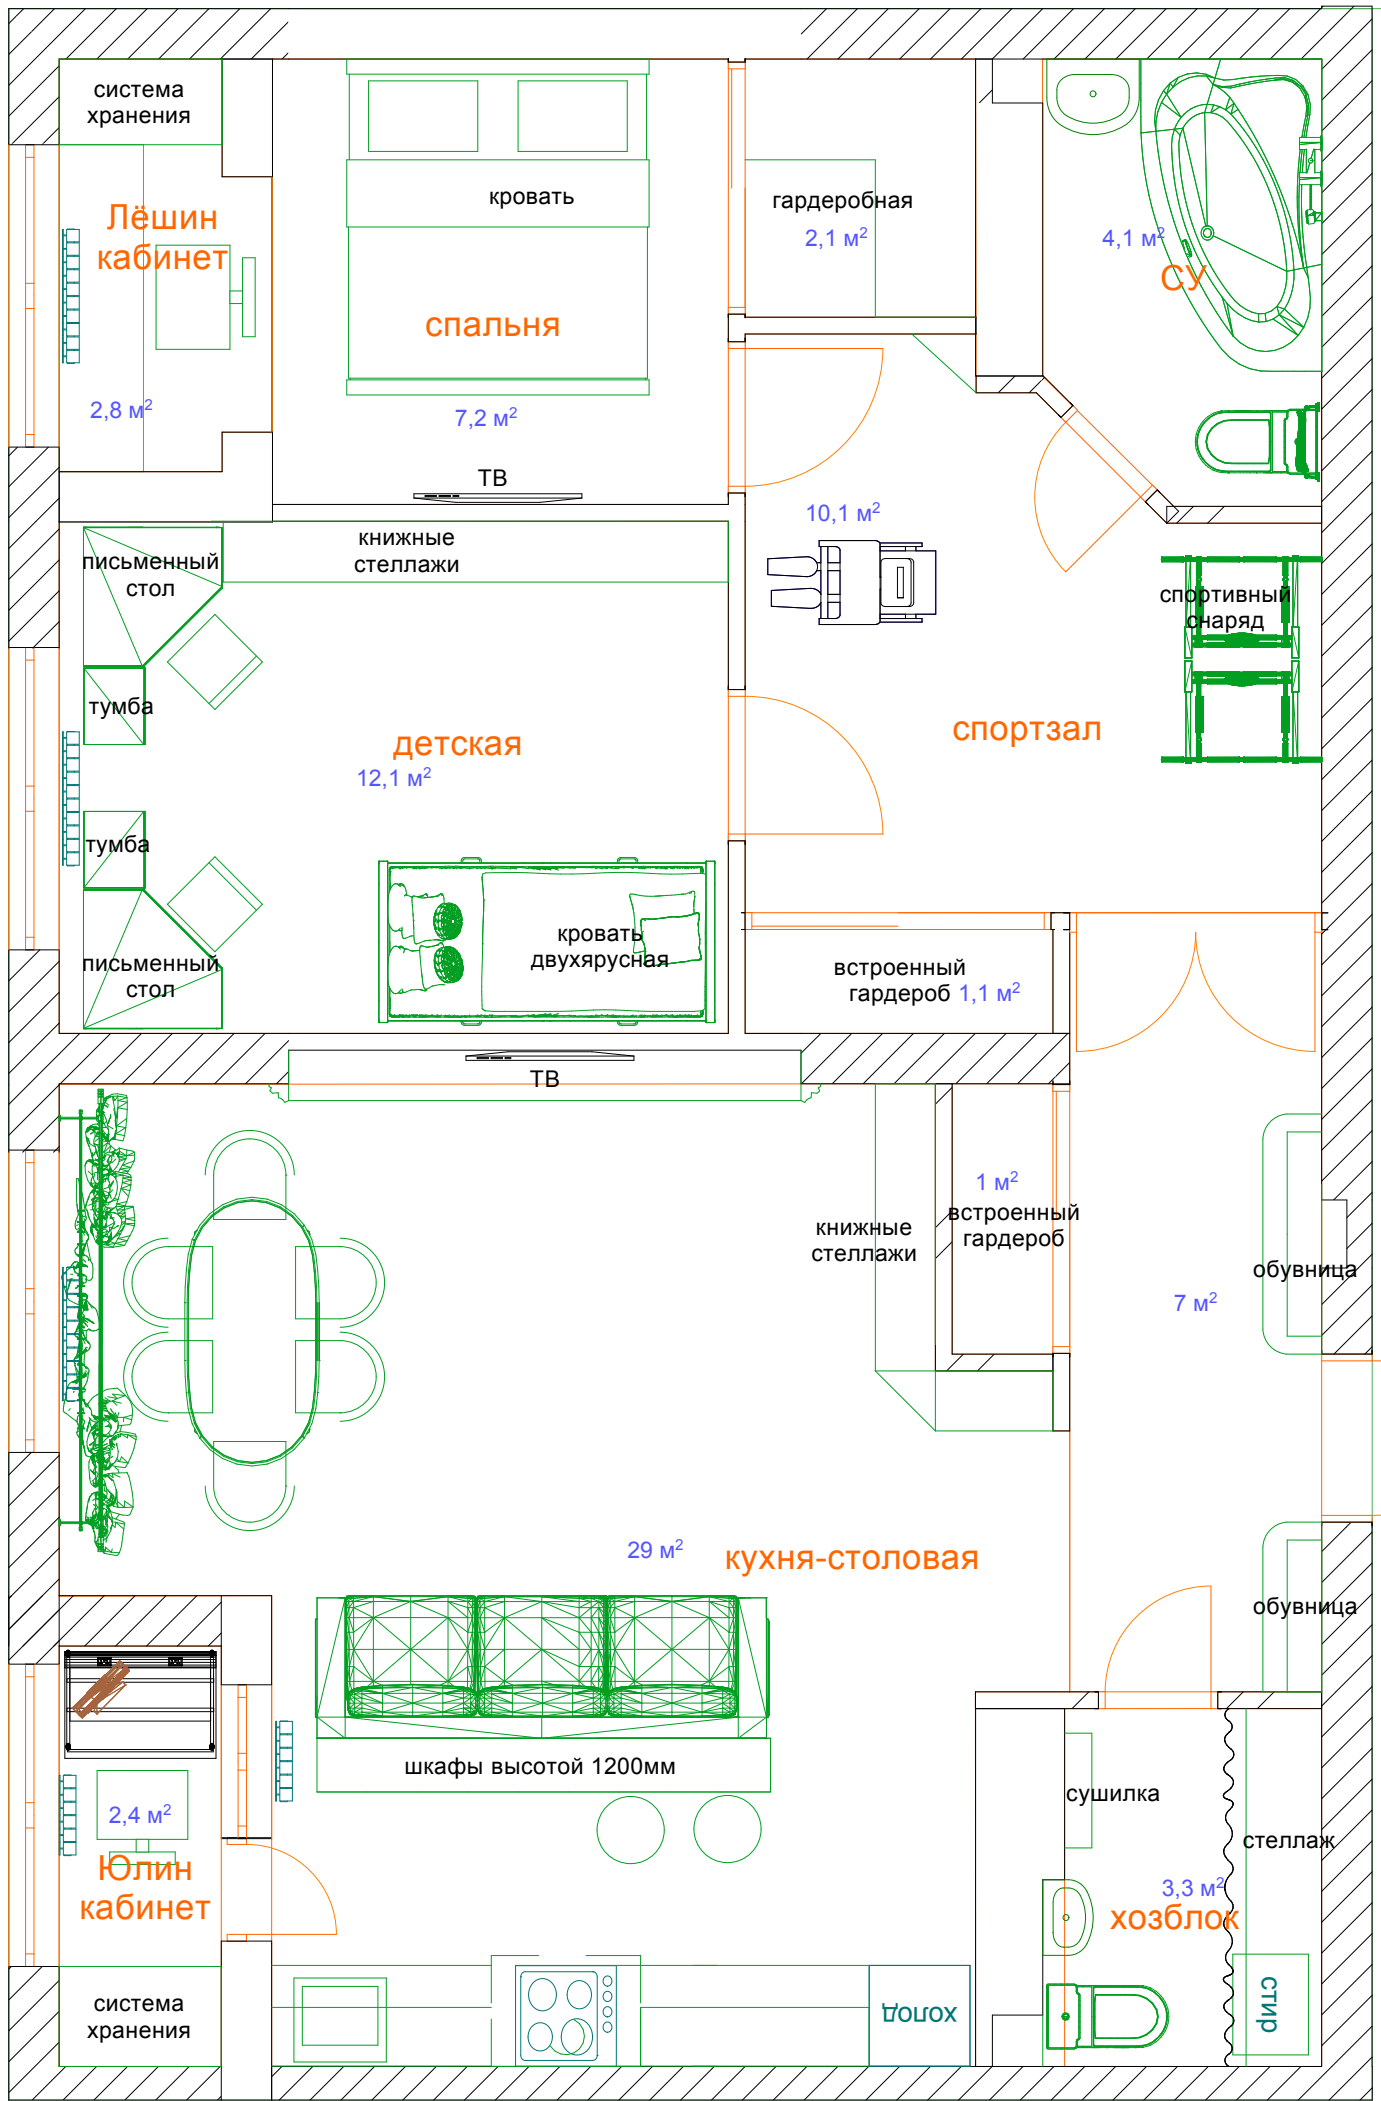 система
хранения
Лёшин
кабинет
2,8 м²
кровать
спальня
7,2 м²
ТВ
гардеробная
2,1 м²
4,1 м²
СУ
10,1 м²
книжные
стеллажи
письменный
стол
тумба
детская
12,1 м²
тумба
письменный
стол
кровать
двухярусная
спортивный
снаряд
спортзал
встроенный
гардероб 1,1 м²
ТВ
1 м²
встроенный
гардероб
книжные
стеллажи
обувница
7 м²
29 м²
кухня-столовая
обувница
шкафы высотой 1200мм
2,4 м²
Юлин
кабинет
система
хранения
сушилка
стеллаж
3,3 м²
хозблок
холод
стир